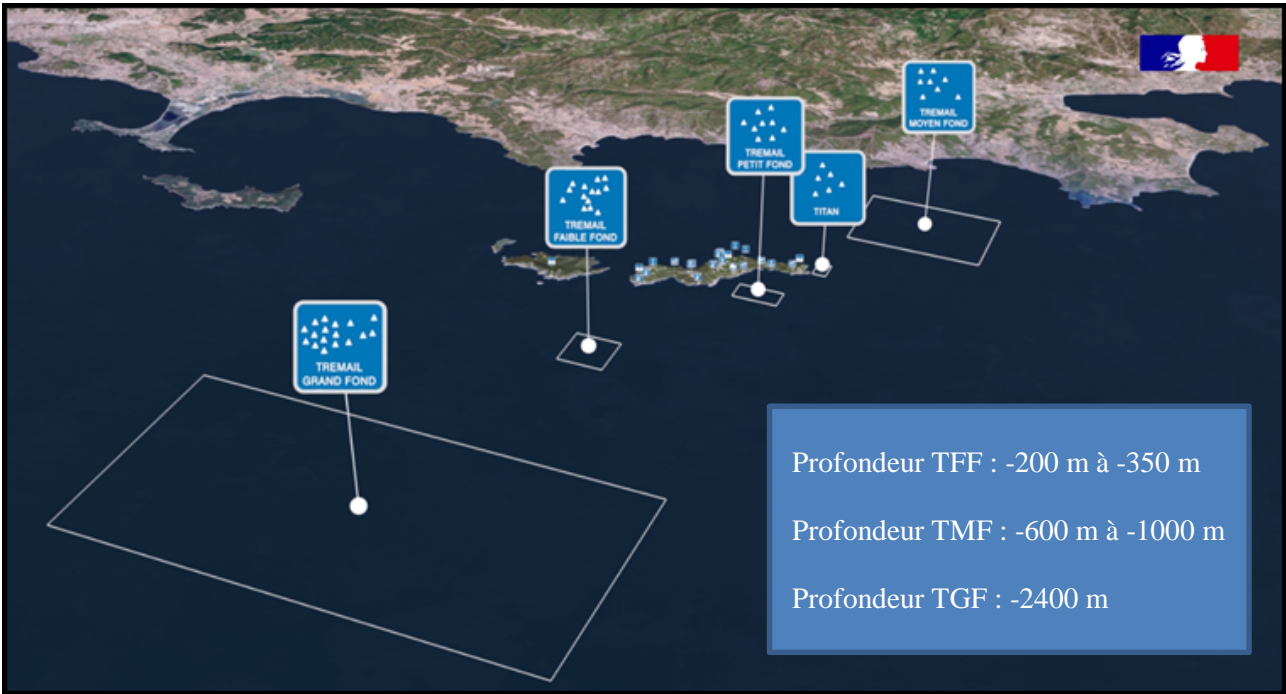 TREMAIL
MOYEN FOND
TREMAIL
PETIT FOND
TITAN
TREMAIL
FAIBLE FOND
TREMAIL
GRAND FOND
Profondeur TFF : -200 m à -350 m
Profondeur TMF : -600 m à -1000 m
Profondeur TGF : -2400 m